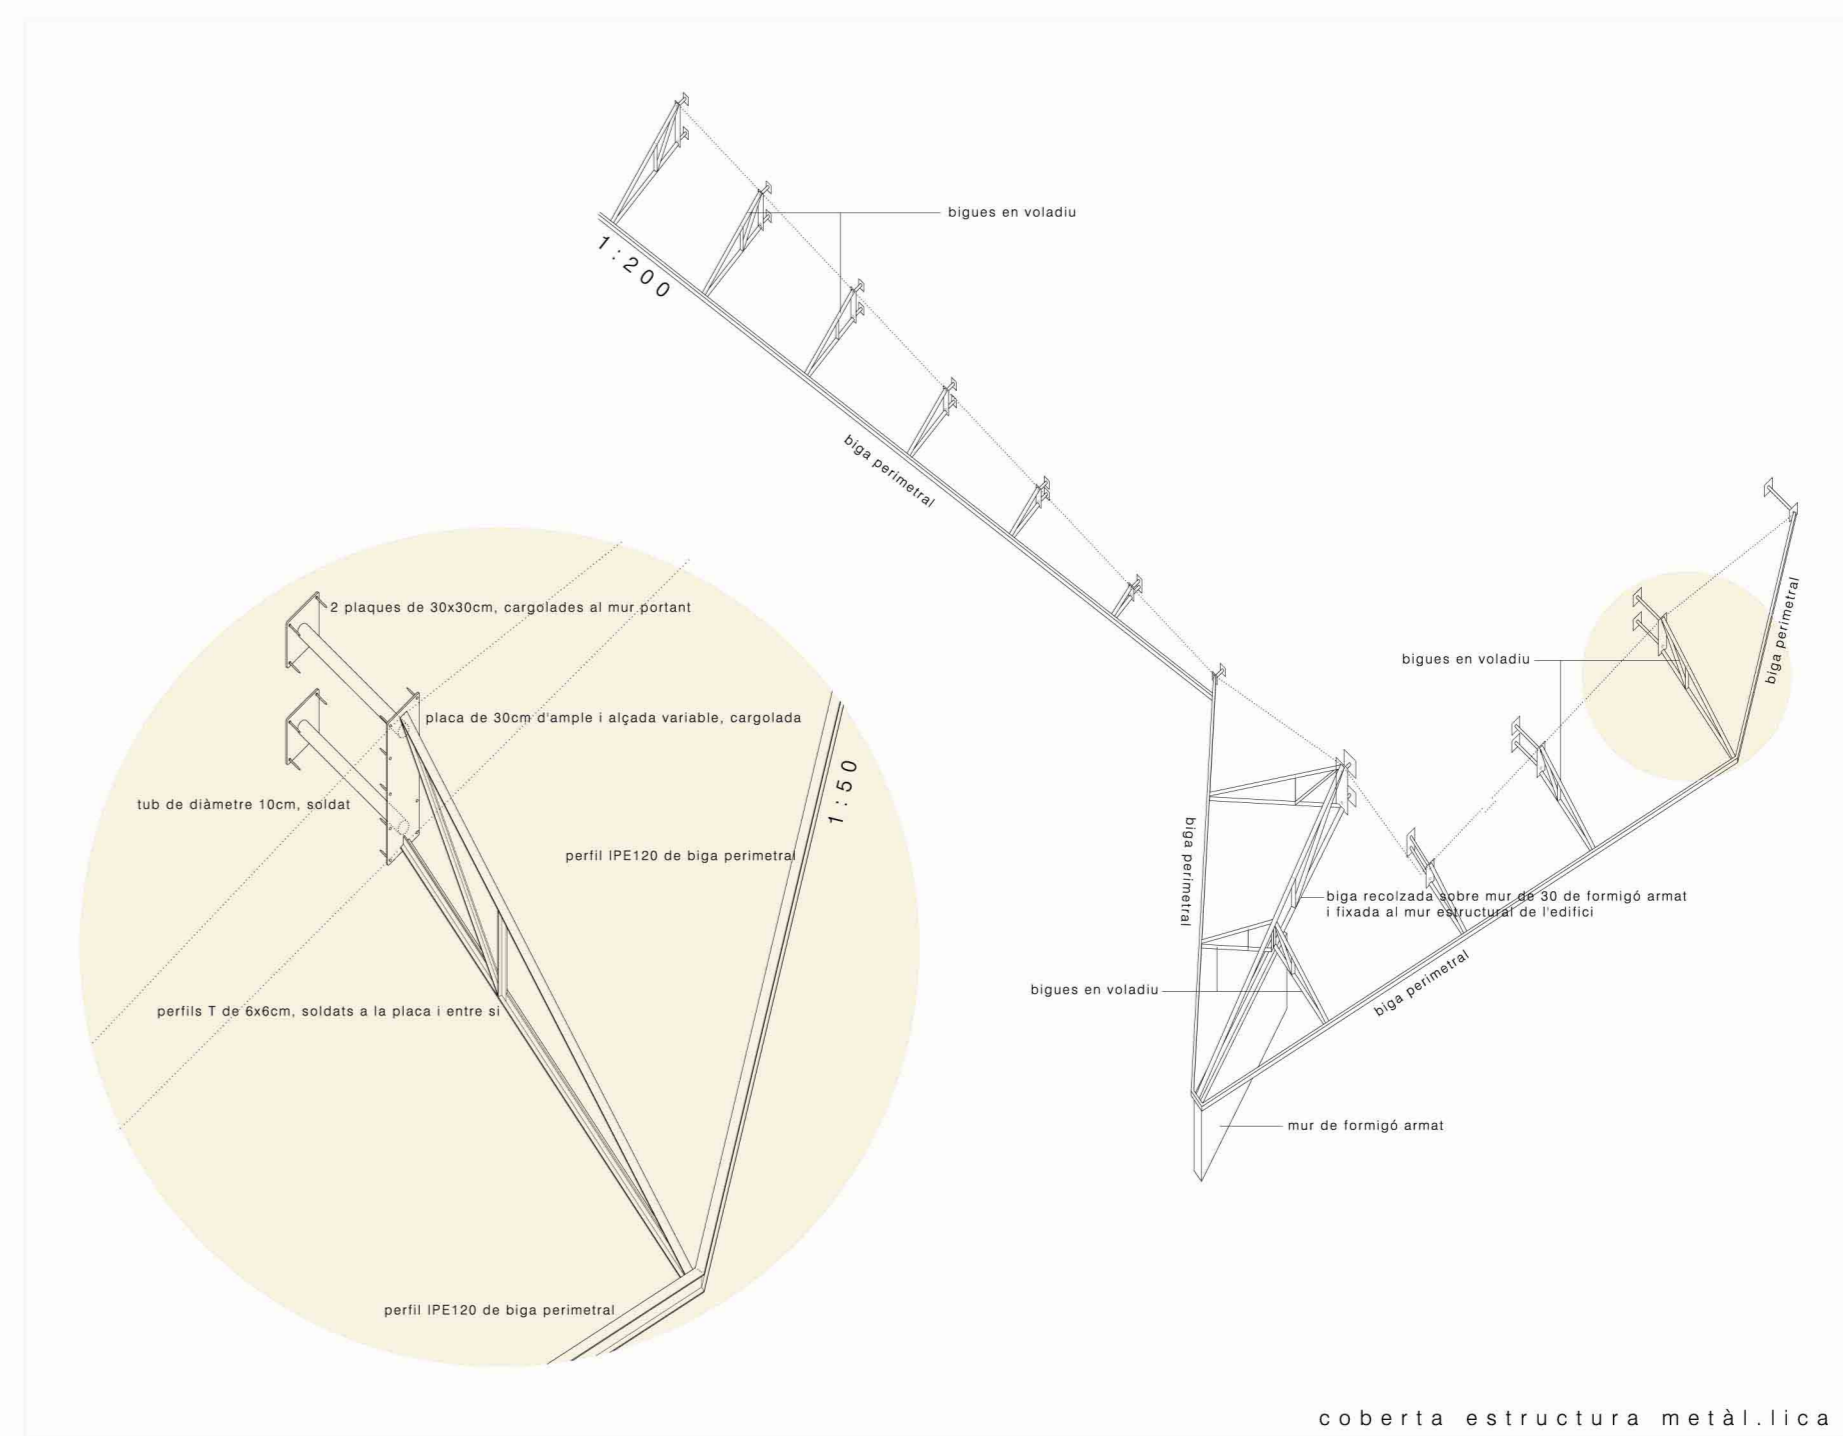 bigues en voladiu
1:200
biga perimetral
2 plaques de 30x30cm, cargolades al mur portant
placa de 30cm d'ample i alçada variable, cargolada
tub de diàmetre 10cm, soldat
1:50
perfil IPE120 de biga perimetral
perfils T de 6x6cm, soldats a la placa i entre si
perfil IPE120 de biga perimetral
biga perimetral
bigues en voladiu
biga perimetral
biga recolzada sobre mur de 30 de formigó armat
i fixada al mur estructural de l'edifici
bigues en voladiu
biga perimetral
mur de formigó armat
coberta estructura metàl.lica